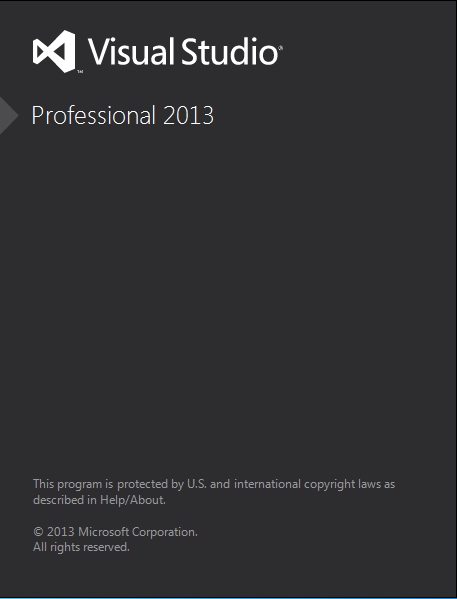 Visual Studio®
Professional 2013
This program is protected by U.S. and international copyright laws as
described in Help/About.
© 2013 Microsoft Corporation.
All rights reserved.